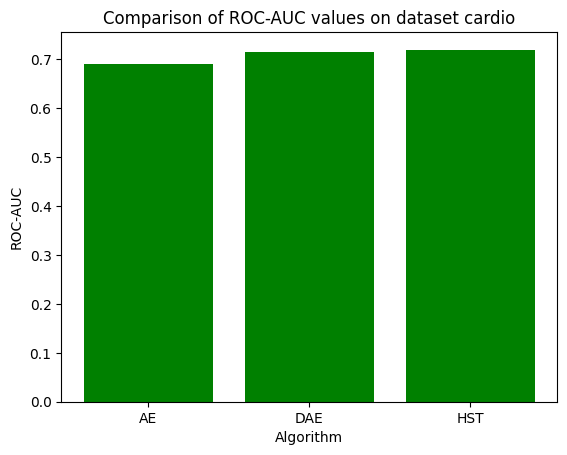 Comparison of ROC-AUC values on dataset cardio
ROC-AUC
0.7
0.6
0.5
0.4
0.3
0.2
0.1
0.0
AE DAE HST
Algorithm